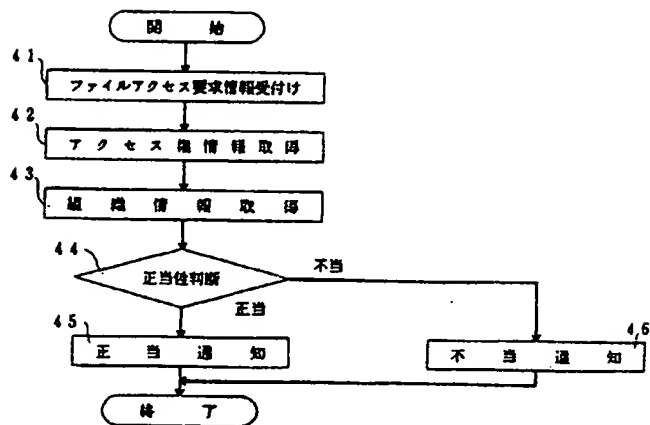 開始
41
ファイルアクセス要求情報受付け
42
アクセス権情報取得
43
組織情報取得
44
正当性判断
不当
正当
45
正当通知
46
不当通知
終了